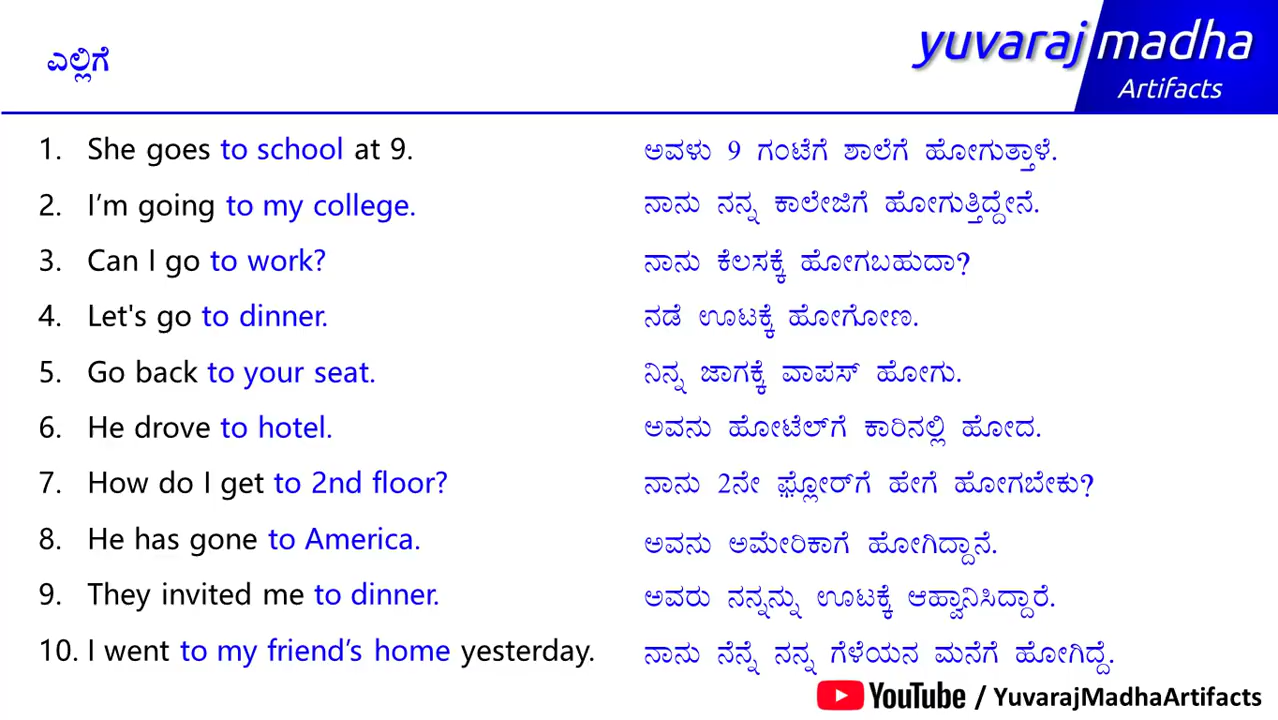 ಎಲ್ಲಿಗೆ
yuvaraj madha
Artifacts
1. She goes to school at 9. ಅವಳು 9 ಗಂಟೆಗೆ ಶಾಲೆಗೆ ಹೋಗುತ್ತಾಳೆ.
2. I’m going to my college. ನಾನು ನನ್ನ ಕಾಲೇಜಿಗೆ ಹೋಗುತ್ತಿದ್ದೇನೆ.
3. Can I go to work? ನಾನು ಕೆಲಸಕ್ಕೆ ಹೋಗಬಹುದಾ?
4. Let's go to dinner. ನಡೆ ಊಟಕ್ಕೆ ಹೋಗೋಣ.
5. Go back to your seat. ನಿನ್ನ ಜಾಗಕ್ಕೆ ವಾಪಸ್ ಹೋಗು.
6. He drove to hotel. ಅವನು ಹೋಟೆಲ್‌ಗೆ ಕಾರಿನಲ್ಲಿ ಹೋದ.
7. How do I get to 2nd floor? ನಾನು 2ನೇ ಫ಼್ಲೋರ್‌ಗೆ ಹೇಗೆ ಹೋಗಬೇಕು?
8. He has gone to America. ಅವನು ಅಮೇರಿಕಾಗೆ ಹೋಗಿದ್ದಾನೆ.
9. They invited me to dinner. ಅವರು ನನ್ನನ್ನು ಊಟಕ್ಕೆ ಆಹ್ವಾನಿಸಿದ್ದಾರೆ.
10. I went to my friend’s home yesterday. ನಾನು ನೆನ್ನೆ ನನ್ನ ಗೆಳೆಯನ ಮನೆಗೆ ಹೋಗಿದ್ದೆ.
YouTube / YuvarajMadhaArtifacts